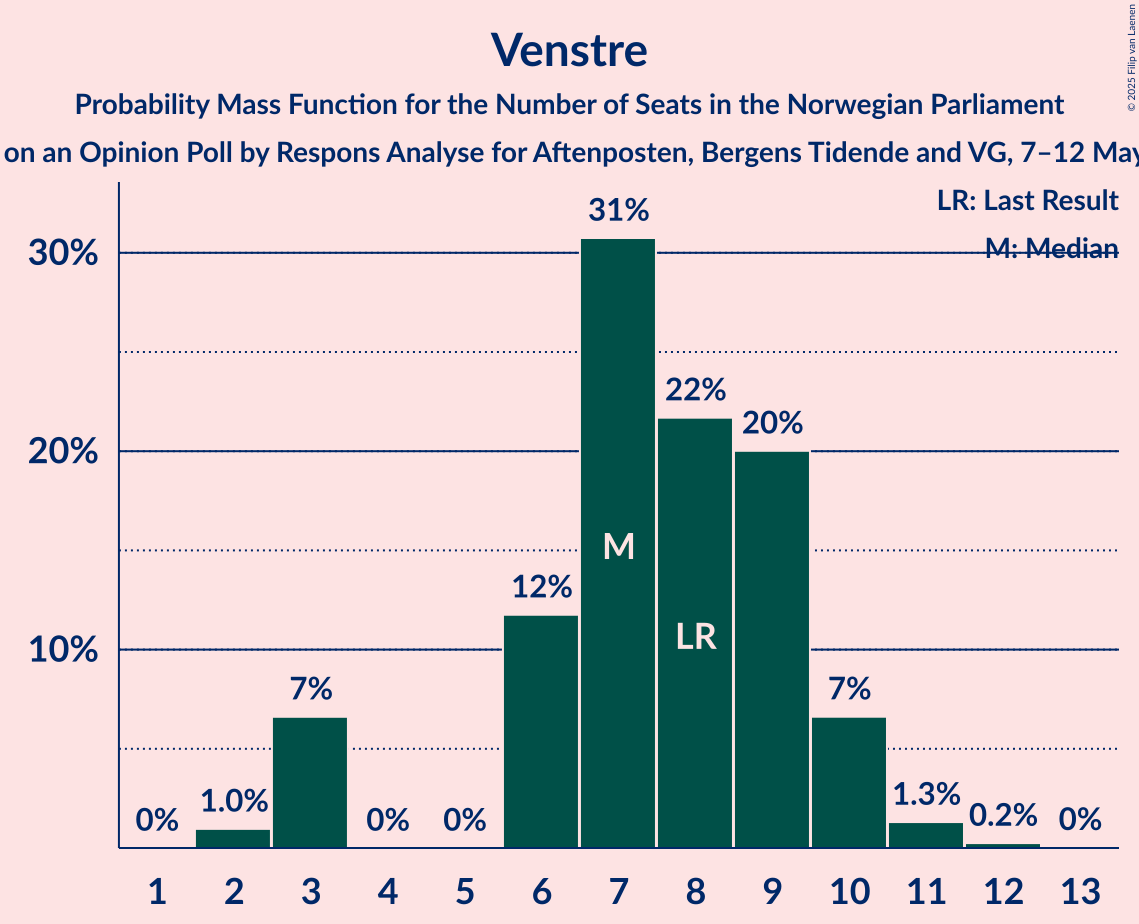 Venstre
Probability Mass Function for the Number of Seats in the Norwegian Parliament
on an Opinion Poll by Respons Analyse for Aftenposten, Bergens Tidende and VG, 7–12 May
© 2025 Filip van Laenen
LR: Last Result
M: Median
30%
20%
10%
0%
1.0%
7%
0%
0%
12%
31%
22%
20%
7%
1.3%
0.2%
0%
M
LR
1 2 3 4 5 6 7 8 9 10 11 12 13